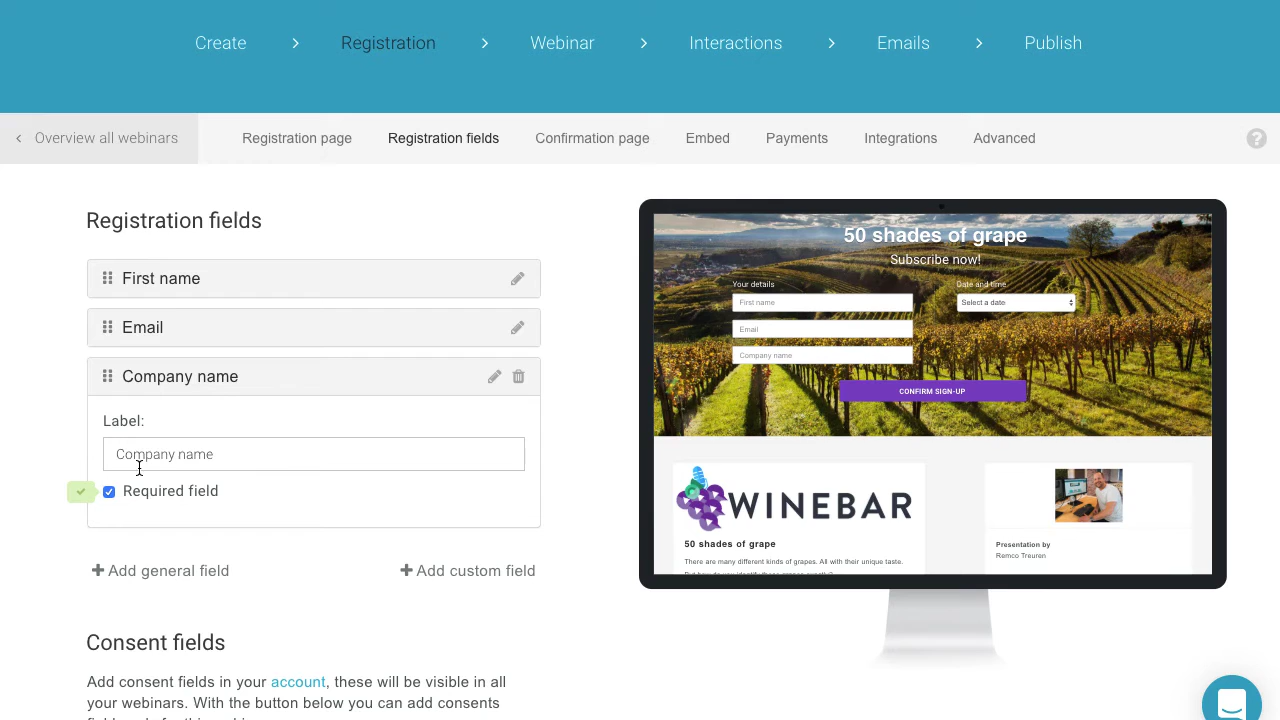 Create
Registration
Webinar
Interactions
Emails
Publish
Overview all webinars
Registration page
Registration fields
Confirmation page
Embed
Payments
Integrations
Advanced
?
Registration fields
First name
Email
Company name
Label:
Company name
Required field
Add general field
Add custom field
Consent fields
Add consent fields in your account, these will be visible in all
your webinars. With the button below you can add consents
50 shades of grape
Subscribe now!
Your details
Date and time
First name
Select a date
Email
Company name
CONFIRM SIGN-UP
WINEBAR
50 shades of grape
There are many different kinds of grapes. All with their unique taste.
Presentation by
Remco Treuren